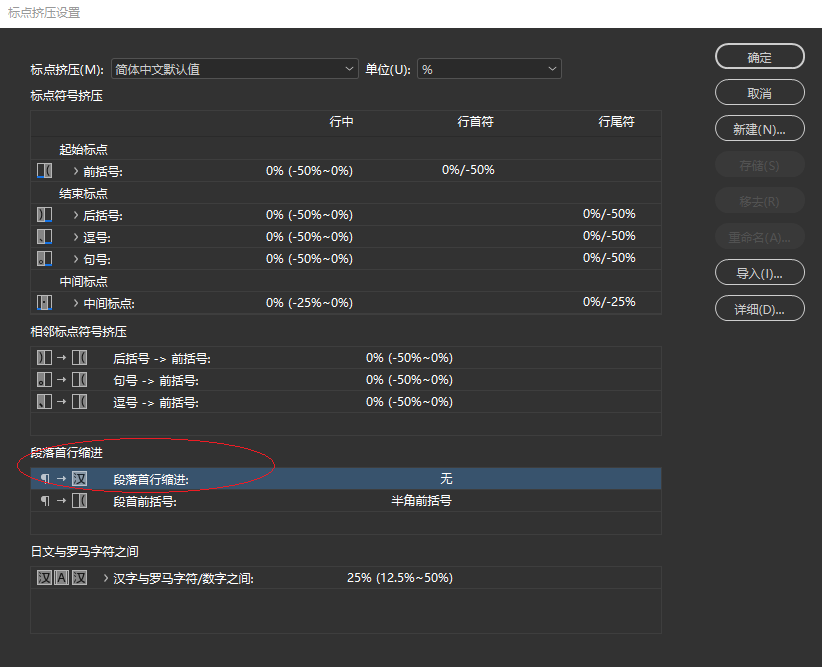 标点挤压设置
标点挤压(M): 简体中文默认值 单位(U): %
标点符号挤压
行中 行首符 行尾符
起始标点
前括号: 0% (-50%~0%) 0%/-50%
结束标点
后括号: 0% (-50%~0%) 0%/-50%
逗号: 0% (-50%~0%) 0%/-50%
句号: 0% (-50%~0%) 0%/-50%
中间标点
中间标点: 0% (-25%~0%) 0%/-25%
相邻标点符号挤压
后括号 -> 前括号: 0% (-50%~0%)
句号 -> 前括号: 0% (-50%~0%)
逗号 -> 前括号: 0% (-50%~0%)
段落首行缩进
¶ → 汉 段落首行缩进: 无
¶ → 段首前括号: 半角前括号
日文与罗马字符之间
汉 A 汉 汉字与罗马字符/数字之间: 25% (12.5%~50%)
确定
取消
新建(N)...
存储(S)
移去(R)
重命名(A)...
导入(I)...
详细(D)...